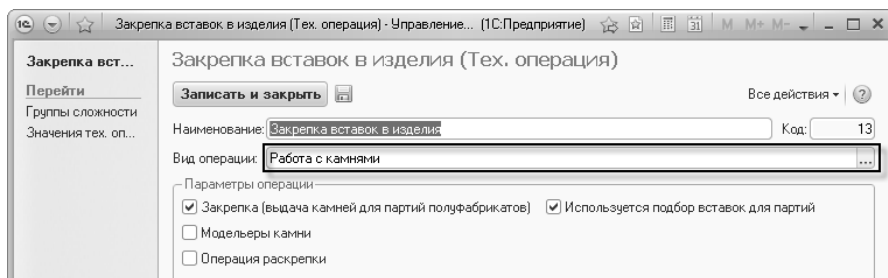 Закрепка вставок в изделия (Тех. операция) - Управление... (1С:Предприятие) M M+ M-
Закрепка вст...
Перейти
Группы сложности
Значения тех. оп...
Закрепка вставок в изделия (Тех. операция)
Записать и закрыть
Все действия
Наименование: Закрепка вставок в изделия Код: 13
Вид операции: Работа с камнями ...
Параметры операции
Закрепка (выдача камней для партий полуфабрикатов) Используется подбор вставок для партий
Модельеры камни
Операция раскрепки